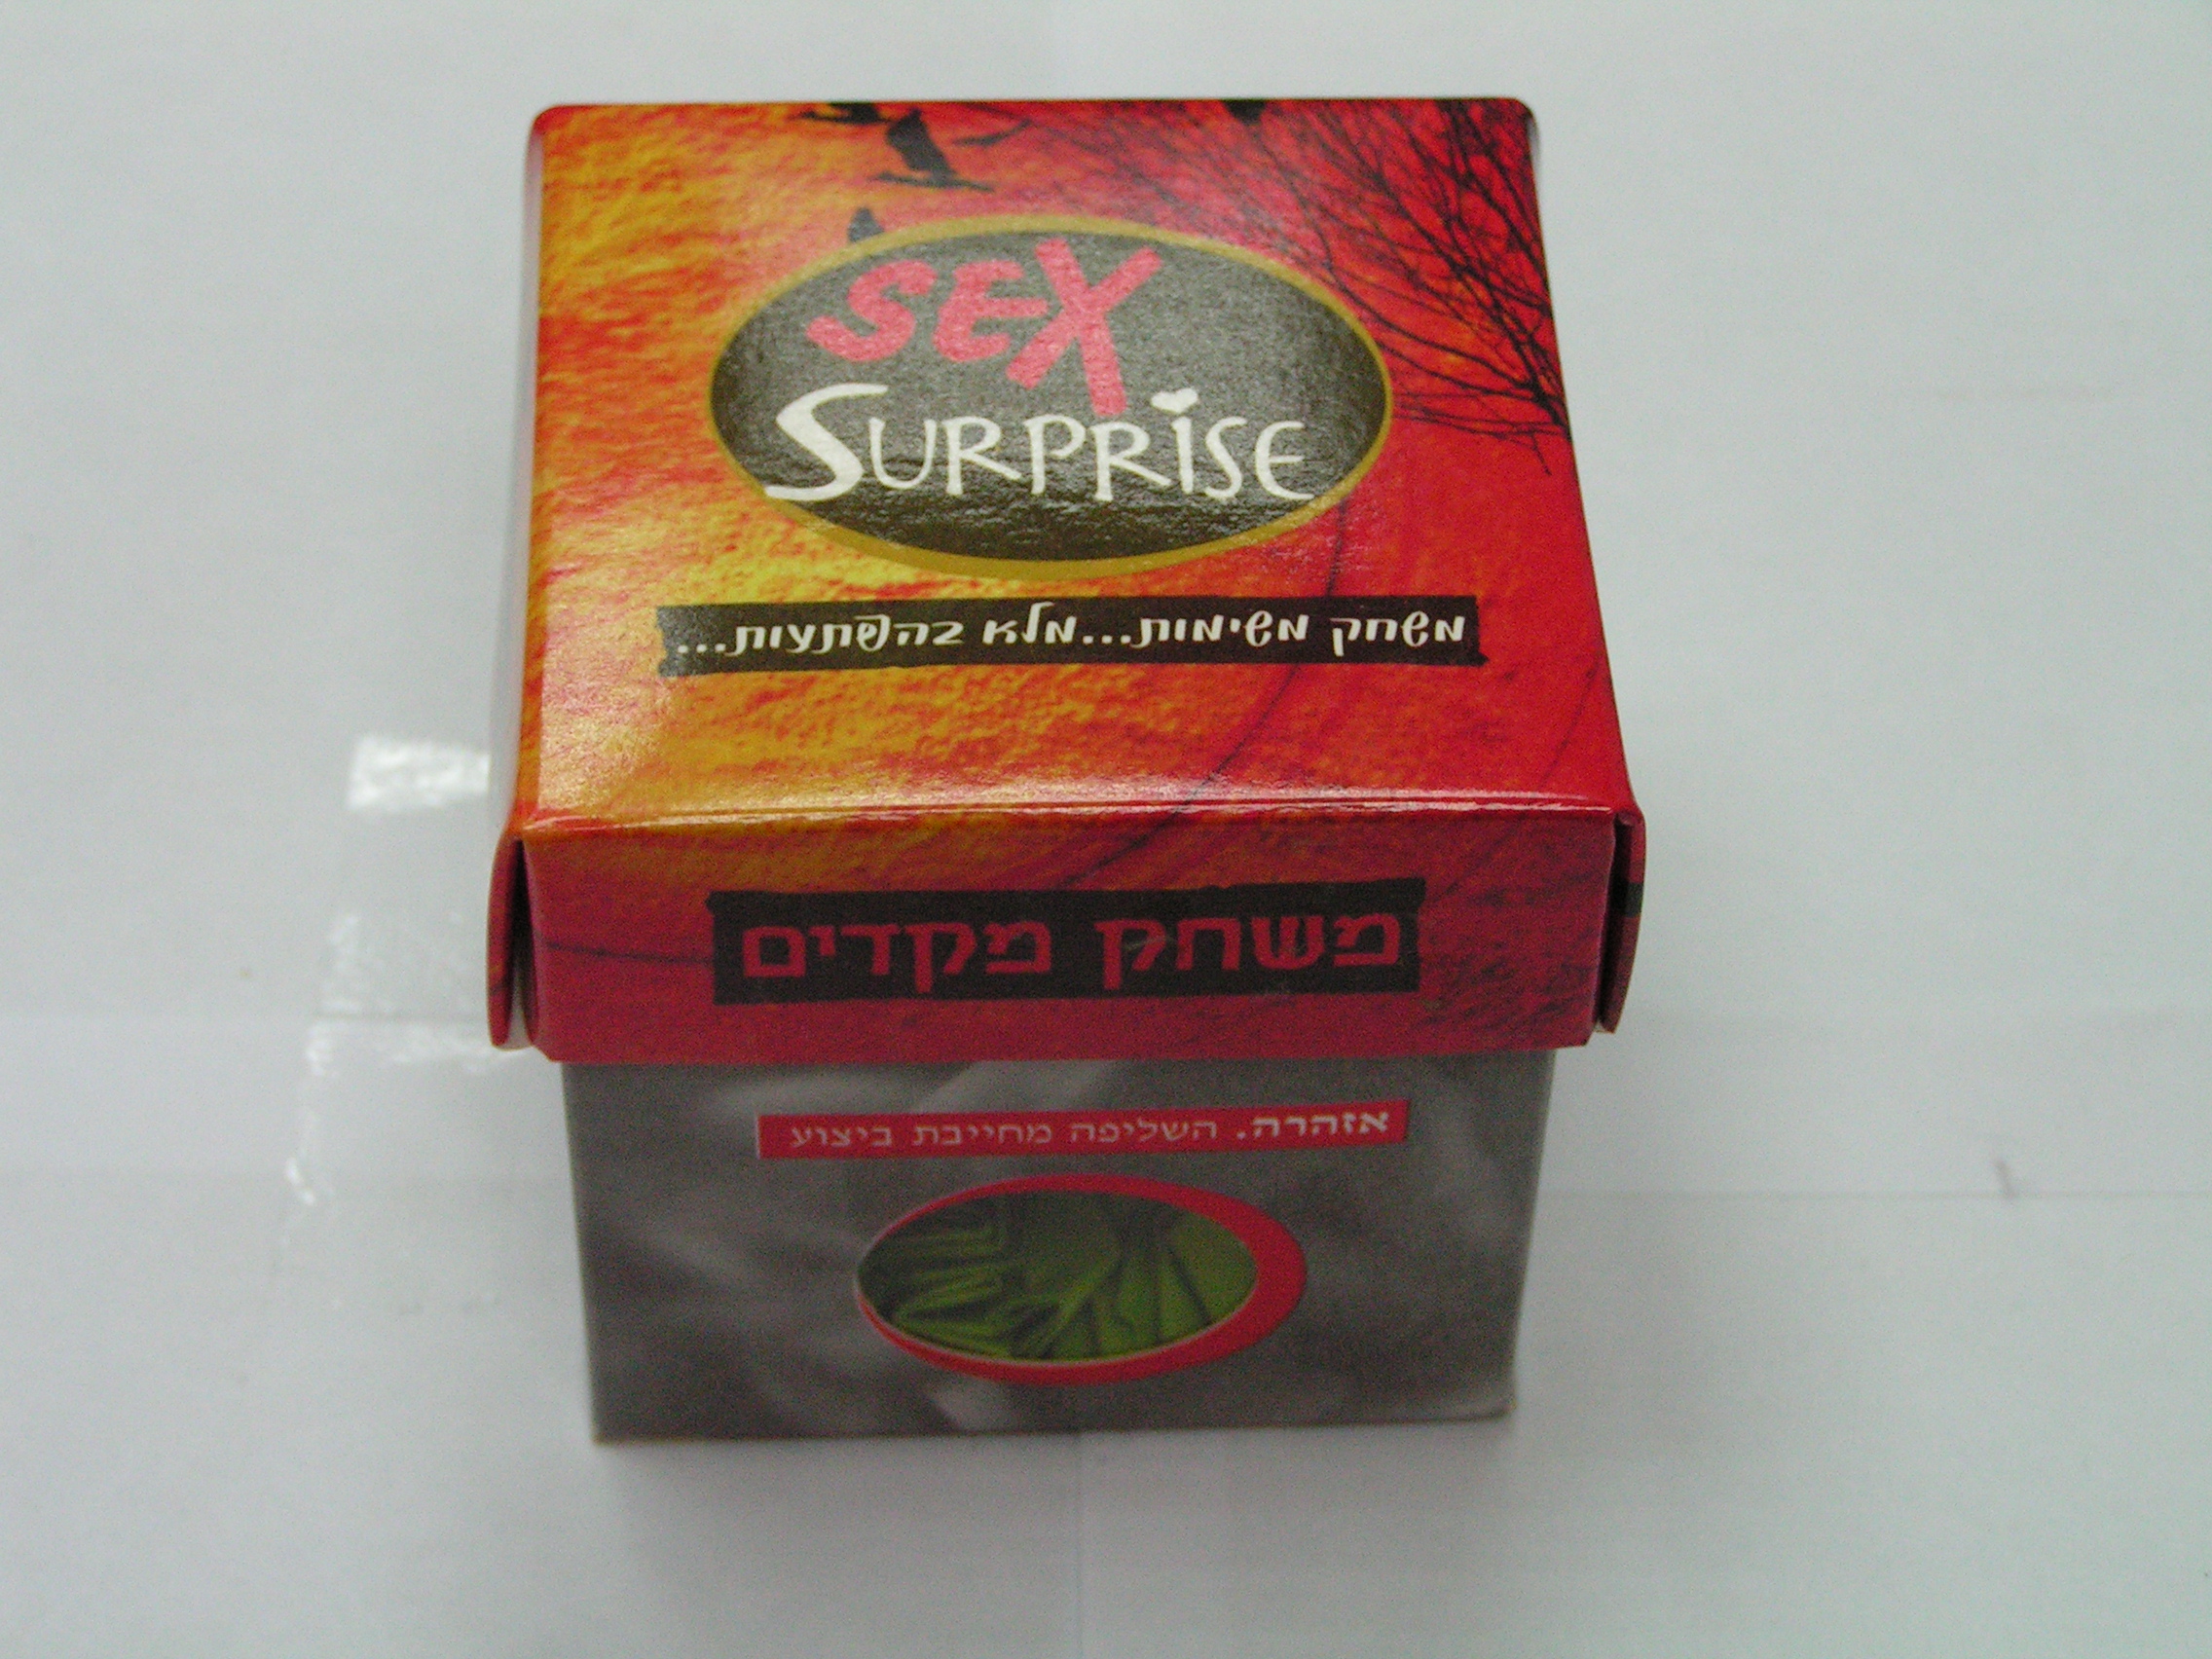 SEX
SURPRISE
משחק משימות...מלא בהפתעות...
משחק מקדים
אזהרה. השליפה מחייבת ביצוע